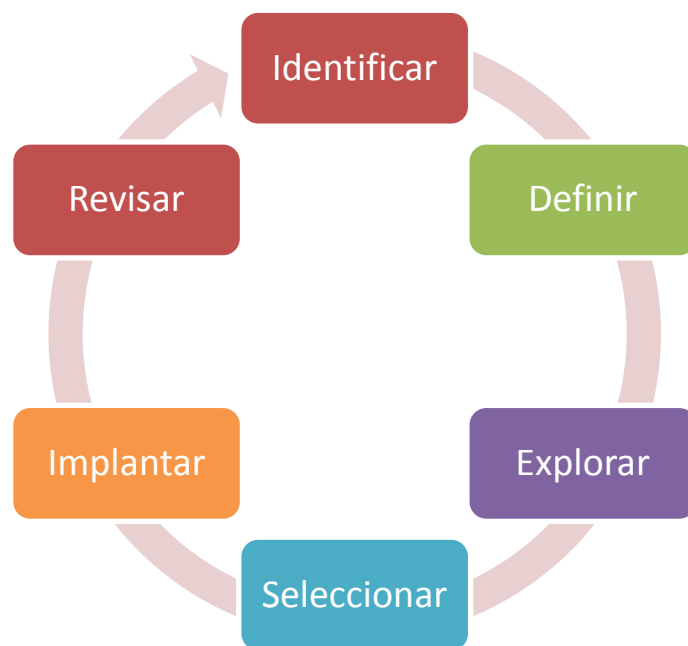 Identificar
Definir
Explorar
Seleccionar
Implantar
Revisar